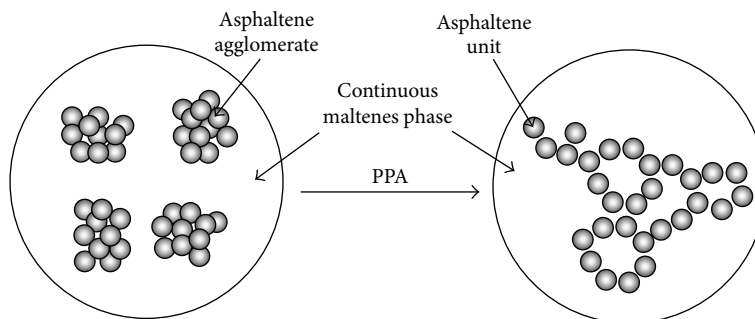 Asphaltene
agglomerate
Asphaltene
unit
Continuous
maltenes phase
PPA